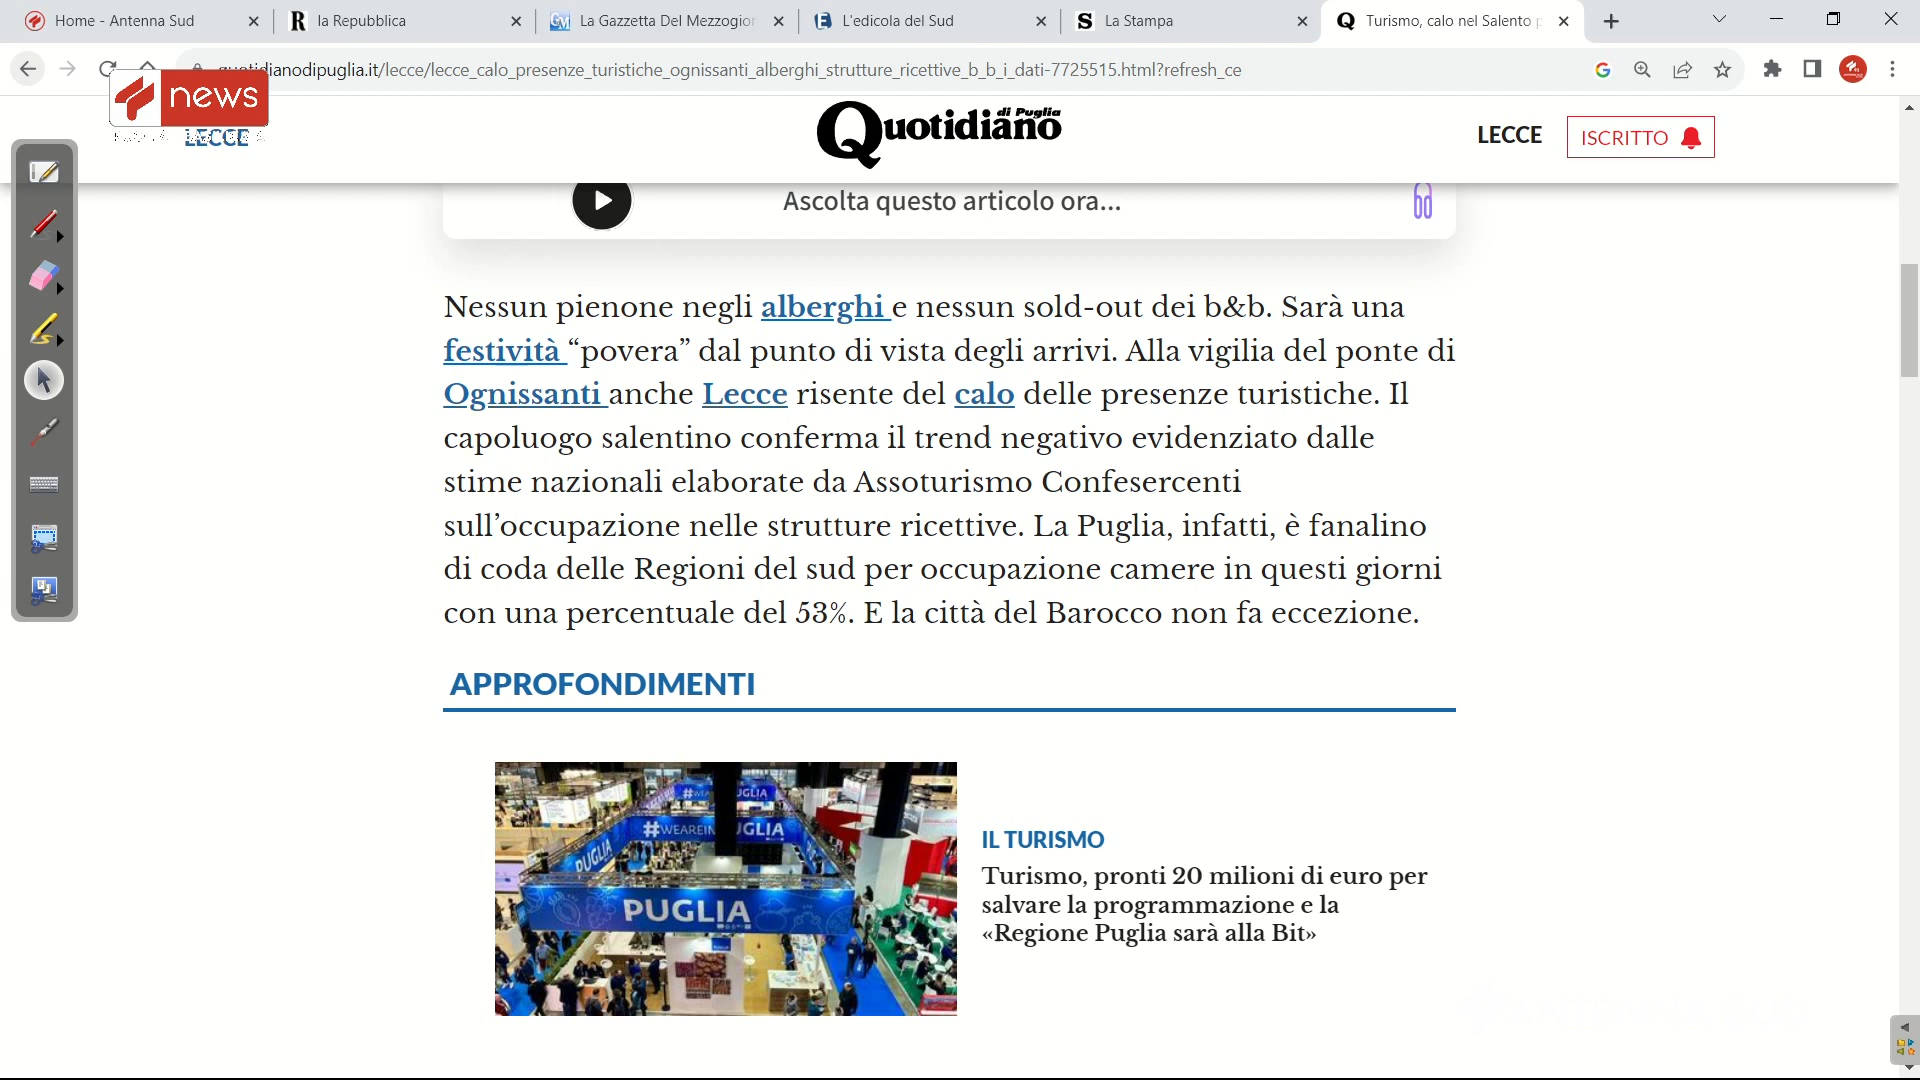 Home - Antenna Sud
la Repubblica
La Gazzetta Del Mezzogior
L'edicola del Sud
La Stampa
Turismo, calo nel Salento p
quotidianodipuglia.it/lecce/lecce_calo_presenze_turistiche_ognissanti_alberghi_strutture_ricettive_b_b_i_dati-7725515.html?refresh_ce
news
LECCE
Quotidiano
di Puglia
LECCE
ISCRITTO
Ascolta questo articolo ora...
Nessun pienone negli alberghi e nessun sold-out dei b&b. Sarà una
festività “povera” dal punto di vista degli arrivi. Alla vigilia del ponte di
Ognissanti anche Lecce risente del calo delle presenze turistiche. Il
capoluogo salentino conferma il trend negativo evidenziato dalle
stime nazionali elaborate da Assoturismo Confesercenti
sull’occupazione nelle strutture ricettive. La Puglia, infatti, è fanalino
di coda delle Regioni del sud per occupazione camere in questi giorni
con una percentuale del 53%. E la città del Barocco non fa eccezione.
APPROFONDIMENTI
PUGLIA
#WEAREIN
PUGLIA
IL TURISMO
Turismo, pronti 20 milioni di euro per
salvare la programmazione e la
«Regione Puglia sarà alla Bit»